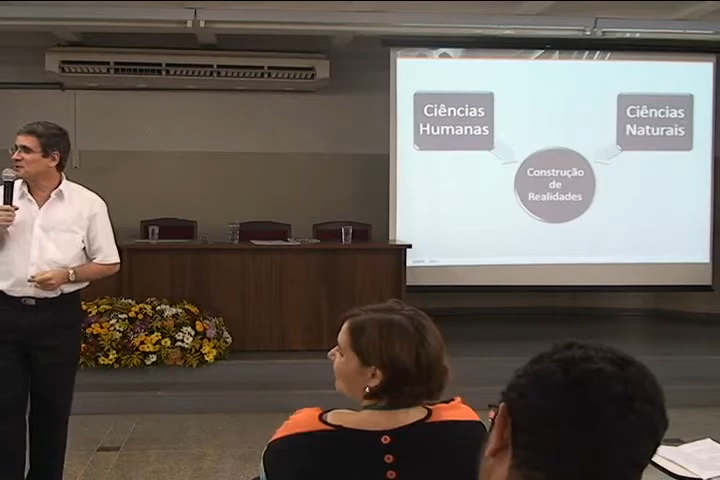 Ciências
Humanas
Ciências
Naturais
Construção
de
Realidades